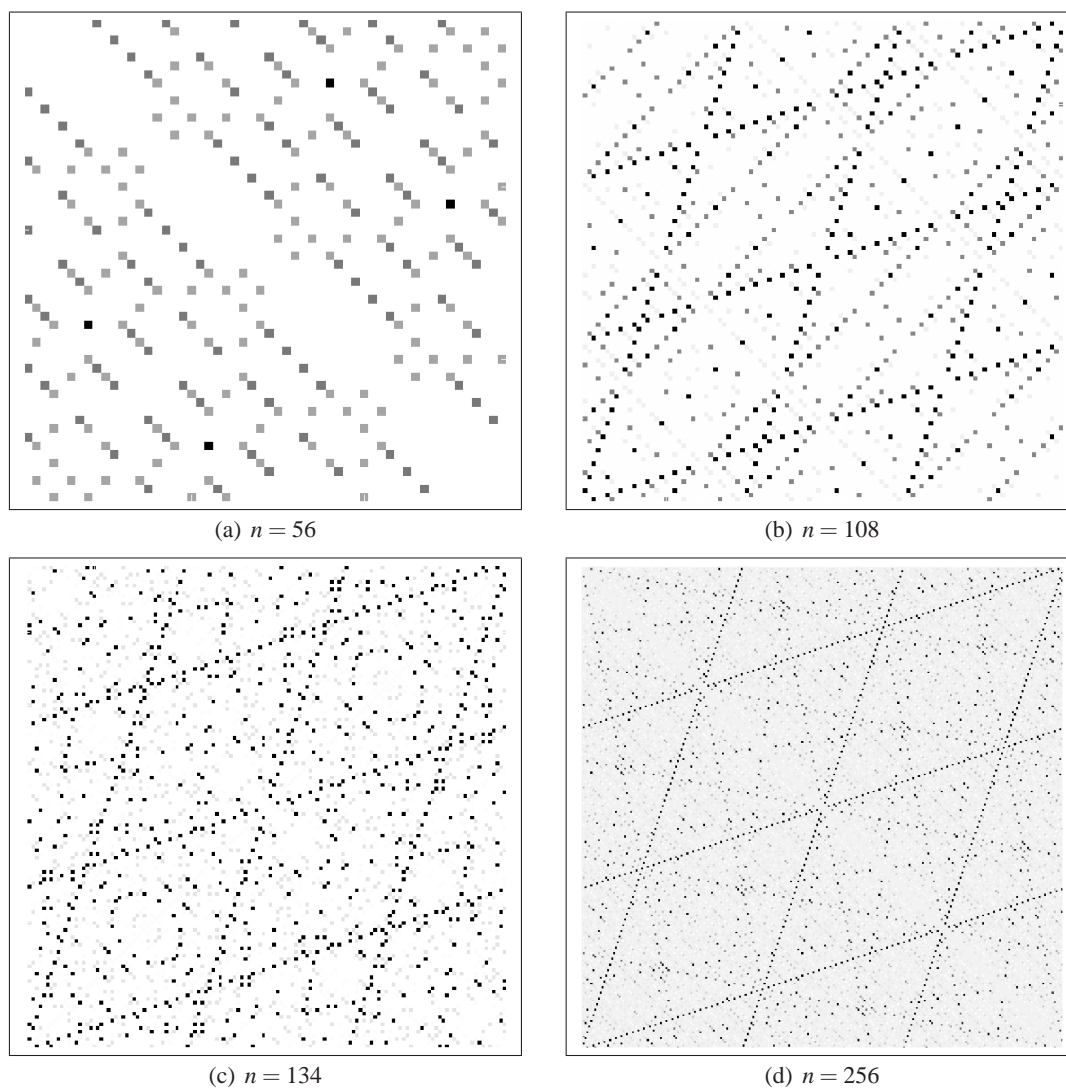 (a) n = 56
(b) n = 108
(c) n = 134
(d) n = 256